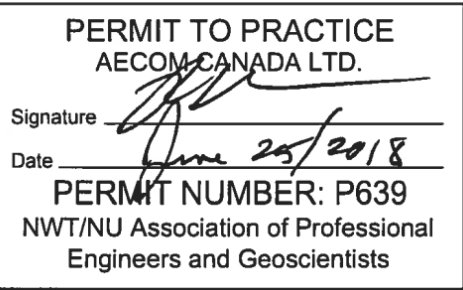 PERMIT TO PRACTICE
AECOM CANADA LTD.
Signature
Date June 25/2018
PERMIT NUMBER: P639
NWT/NU Association of Professional
Engineers and Geoscientists